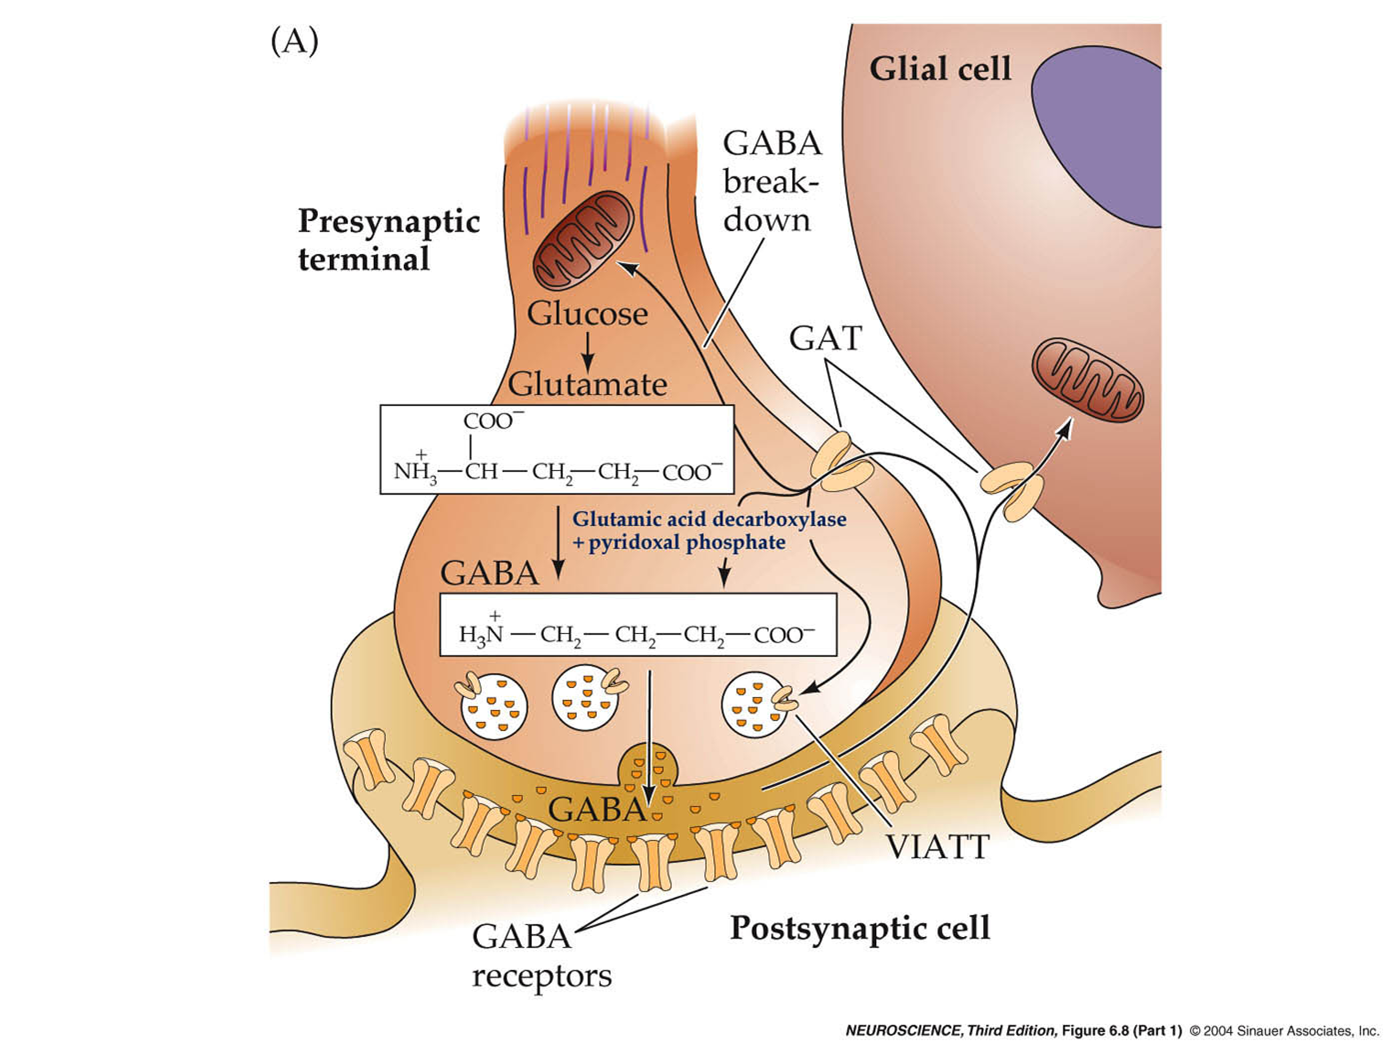 (A)
Glial cell
GABA
break-
down
Presynaptic
terminal
Glucose
GAT
Glutamate
COO⁻
+
NH₃—CH—CH₂—CH₂—COO⁻
Glutamic acid decarboxylase
+ pyridoxal phosphate
GABA
+
H₃N—CH₂—CH₂—CH₂—COO⁻
GABA
VIATT
GABA
receptors
Postsynaptic cell
NEUROSCIENCE, Third Edition, Figure 6.8 (Part 1) © 2004 Sinauer Associates, Inc.